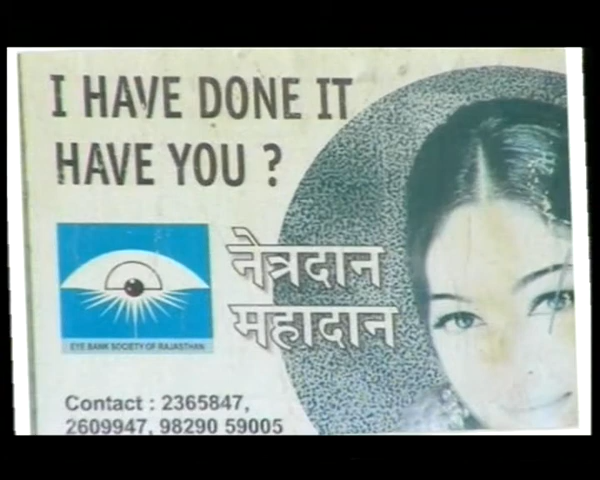 I HAVE DONE IT
HAVE YOU ?
नेत्रदान
महादान
EYE BANK SOCIETY OF RAJASTHAN
Contact : 2365847,
2609947, 98290 59005